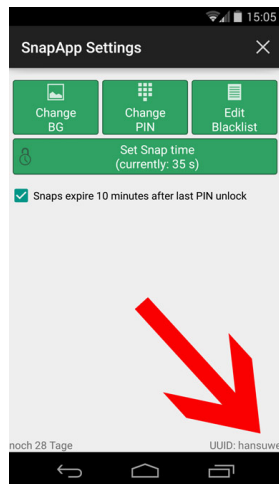 15:05
SnapApp Settings
Change
BG
Change
PIN
Edit
Blacklist
Set Snap time
(currently: 35 s)
Snaps expire 10 minutes after last PIN unlock
noch 28 Tage
UUID: hansuwe